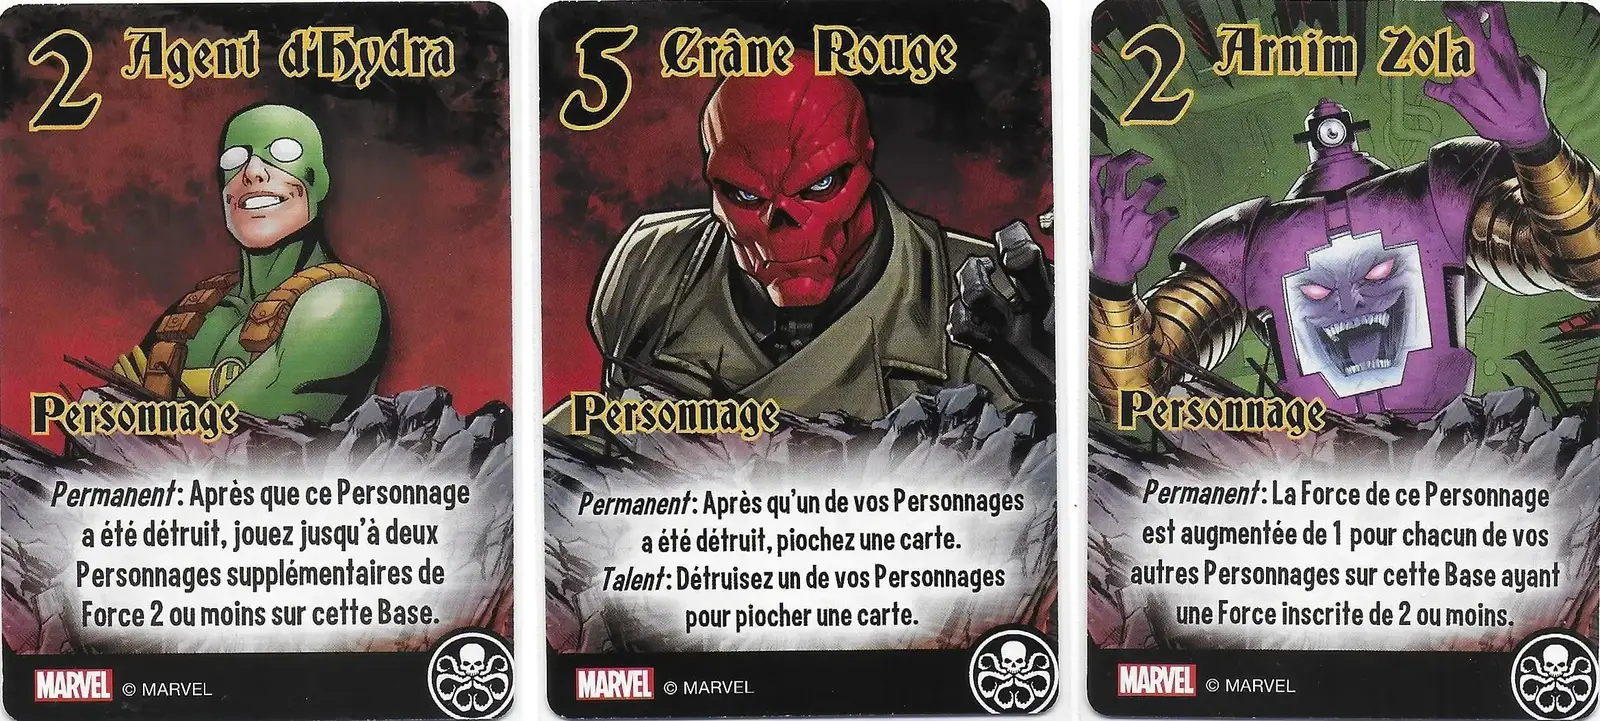 2 Agent d'Hydra
Personnage
Permanent : Après que ce Personnage
a été détruit, jouez jusqu'à deux
Personnages supplémentaires de
Force 2 ou moins sur cette Base.
MARVEL © MARVEL
5 Crâne Rouge
Personnage
Permanent : Après qu'un de vos Personnages
a été détruit, piochez une carte.
Talent : Détruisez un de vos Personnages
pour piocher une carte.
MARVEL © MARVEL
2 Arnim Zola
Personnage
Permanent : La Force de ce Personnage
est augmentée de 1 pour chacun de vos
autres Personnages sur cette Base ayant
une Force inscrite de 2 ou moins.
MARVEL © MARVEL